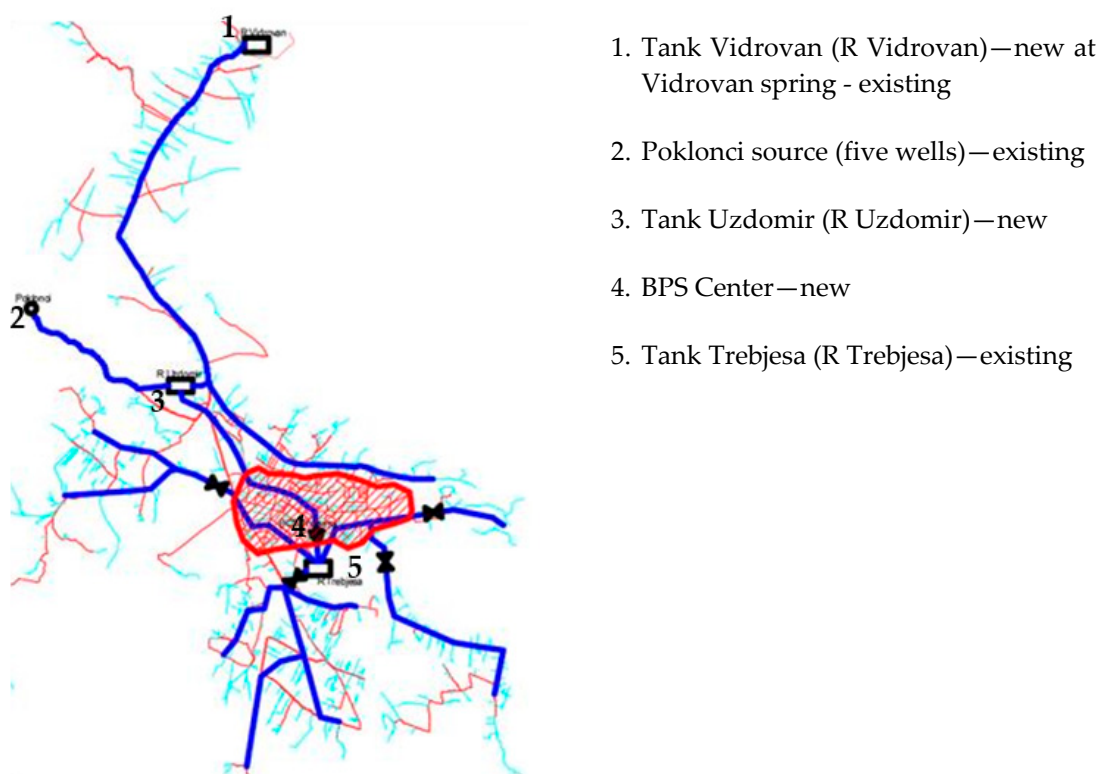 1 R Vidrovan
Poklonci
2
R Uzdomir
3
4
5
R Trebjesa
1. Tank Vidrovan (R Vidrovan)—new at
Vidrovan spring - existing
2. Poklonci source (five wells)—existing
3. Tank Uzdomir (R Uzdomir)—new
4. BPS Center—new
5. Tank Trebjesa (R Trebjesa)—existing